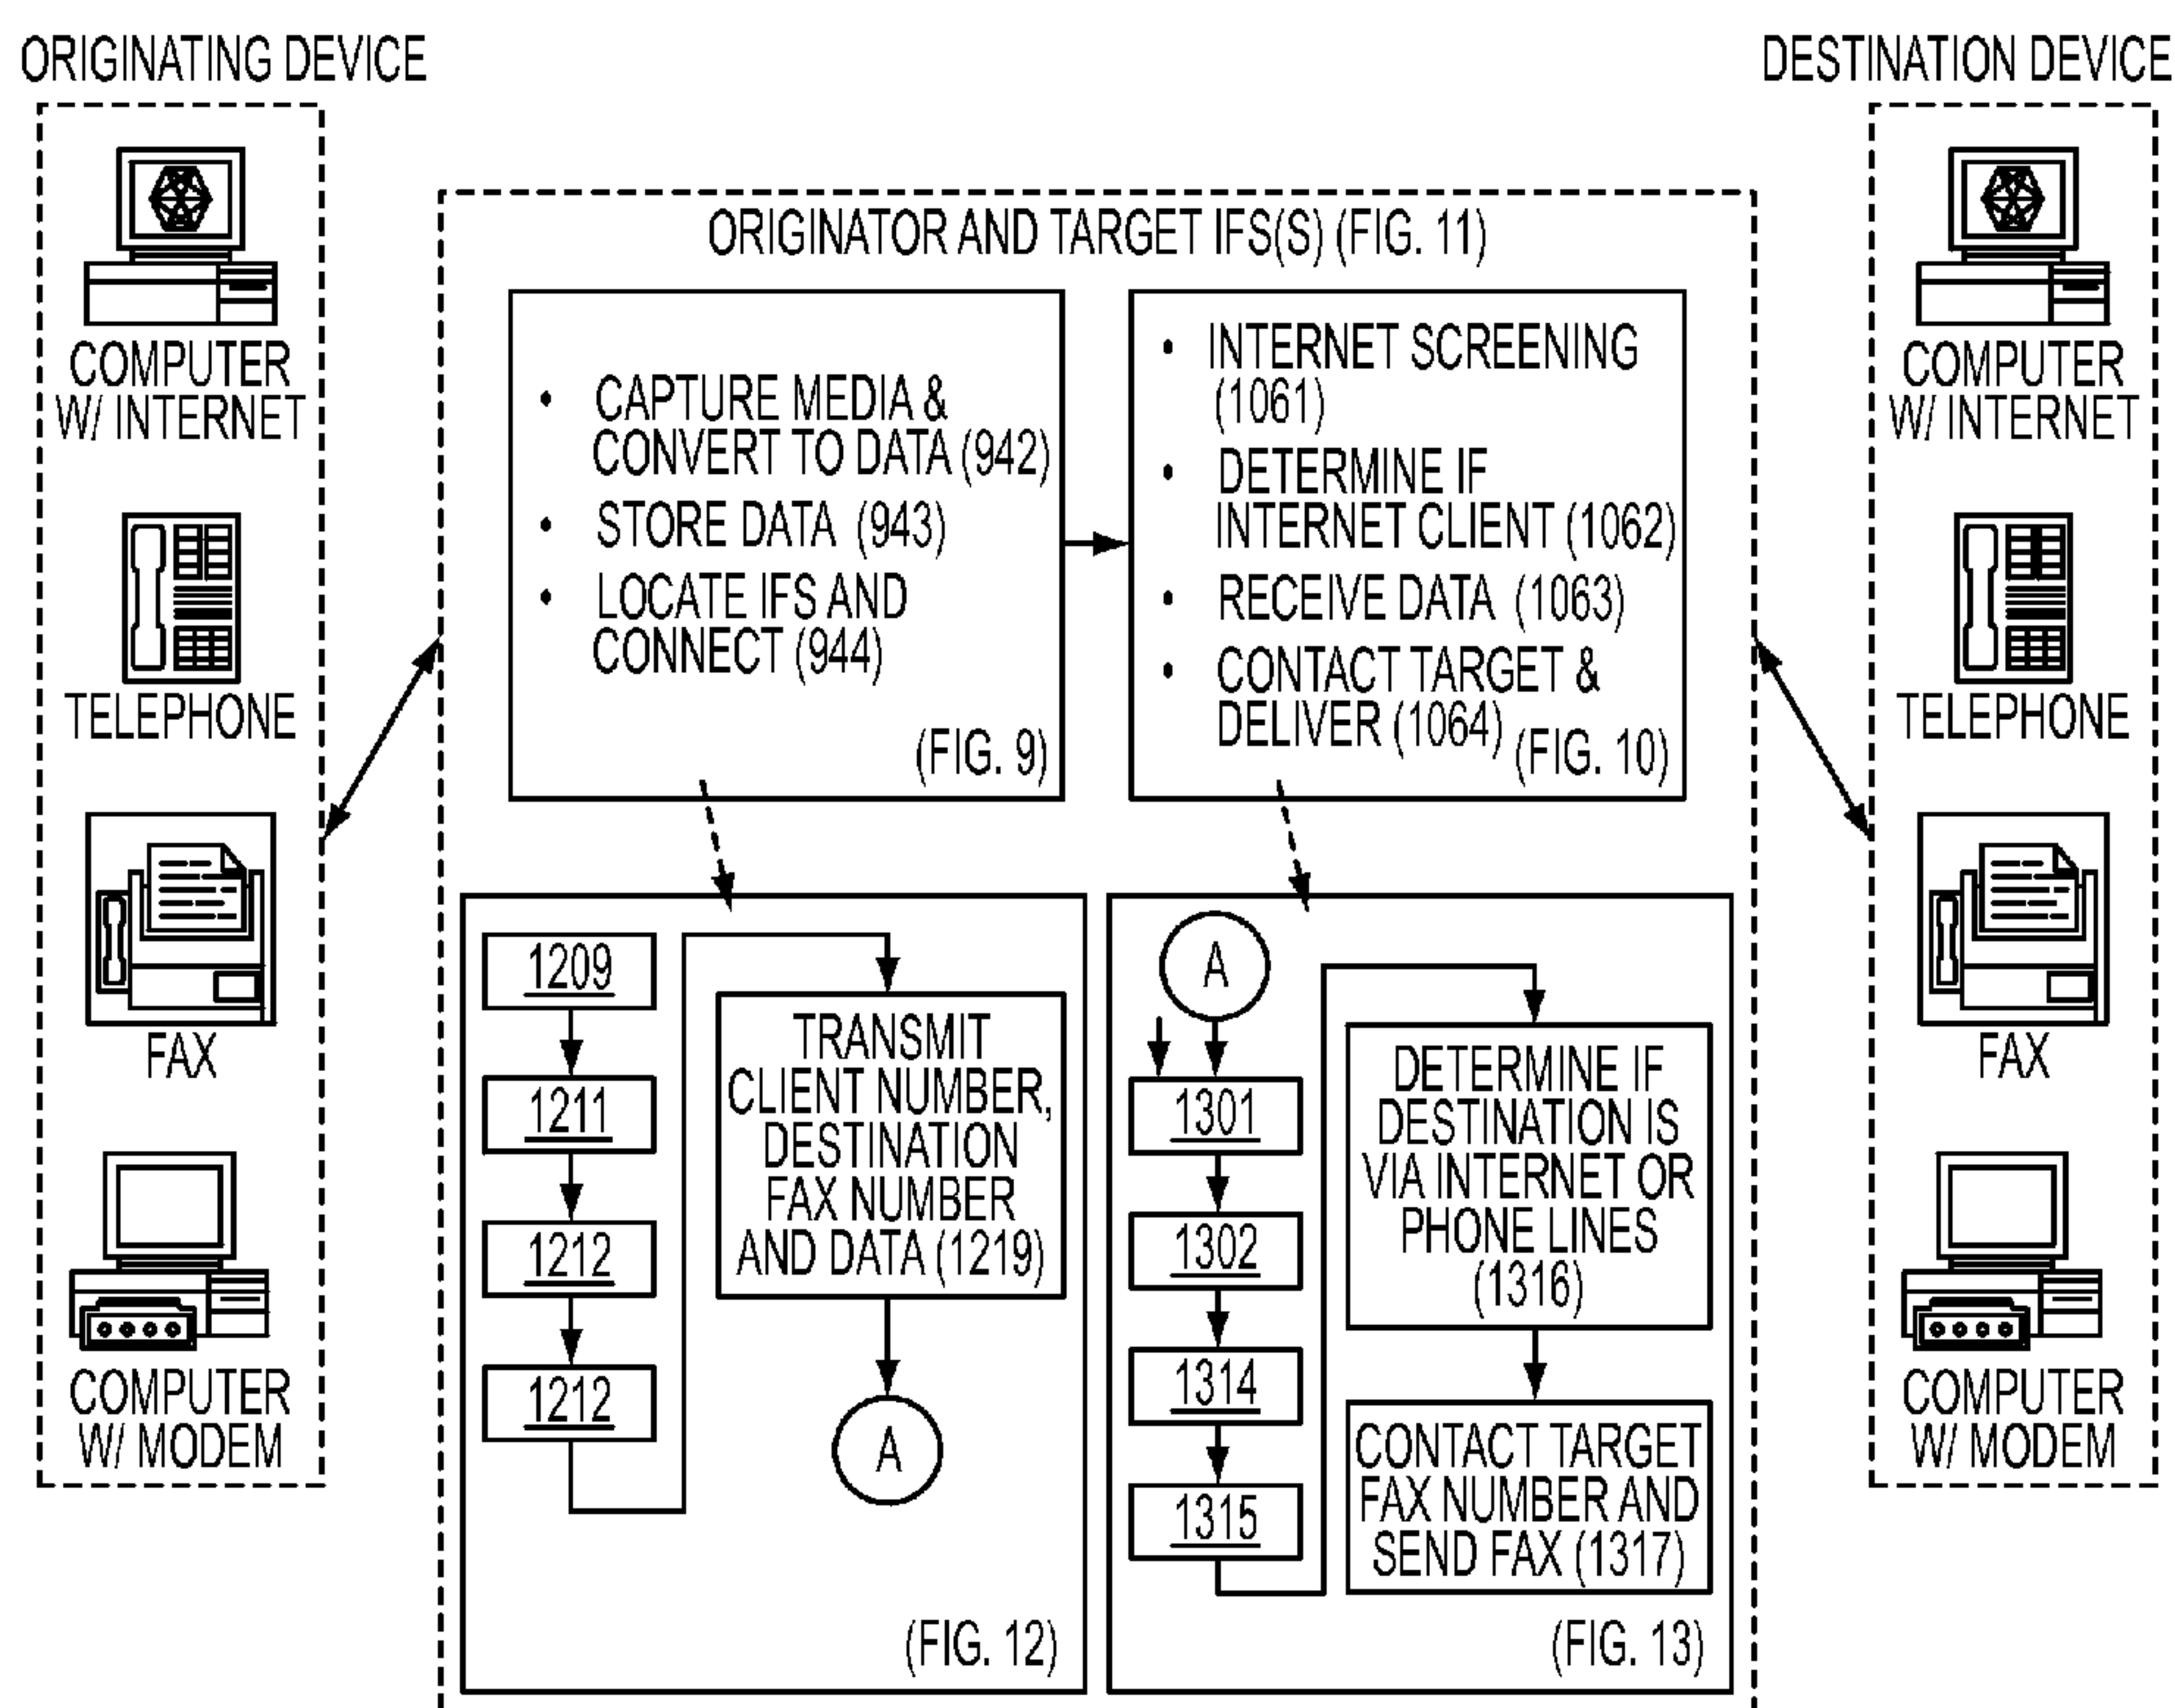 ORIGINATING DEVICE
COMPUTER
W/ INTERNET
TELEPHONE
FAX
COMPUTER
W/ MODEM
ORIGINATOR AND TARGET IFS(S) (FIG. 11)
• CAPTURE MEDIA &
CONVERT TO DATA (942)
• STORE DATA (943)
• LOCATE IFS AND
CONNECT (944)
(FIG. 9)
• INTERNET SCREENING
(1061)
• DETERMINE IF
INTERNET CLIENT (1062)
• RECEIVE DATA (1063)
• CONTACT TARGET &
DELIVER (1064)
(FIG. 10)
1209
1211
1212
1212
TRANSMIT
CLIENT NUMBER,
DESTINATION
FAX NUMBER
AND DATA (1219)
A
(FIG. 12)
A
1301
1302
1314
1315
DETERMINE IF
DESTINATION IS
VIA INTERNET OR
PHONE LINES
(1316)
CONTACT TARGET
FAX NUMBER AND
SEND FAX (1317)
(FIG. 13)
DESTINATION DEVICE
COMPUTER
W/ INTERNET
TELEPHONE
FAX
COMPUTER
W/ MODEM